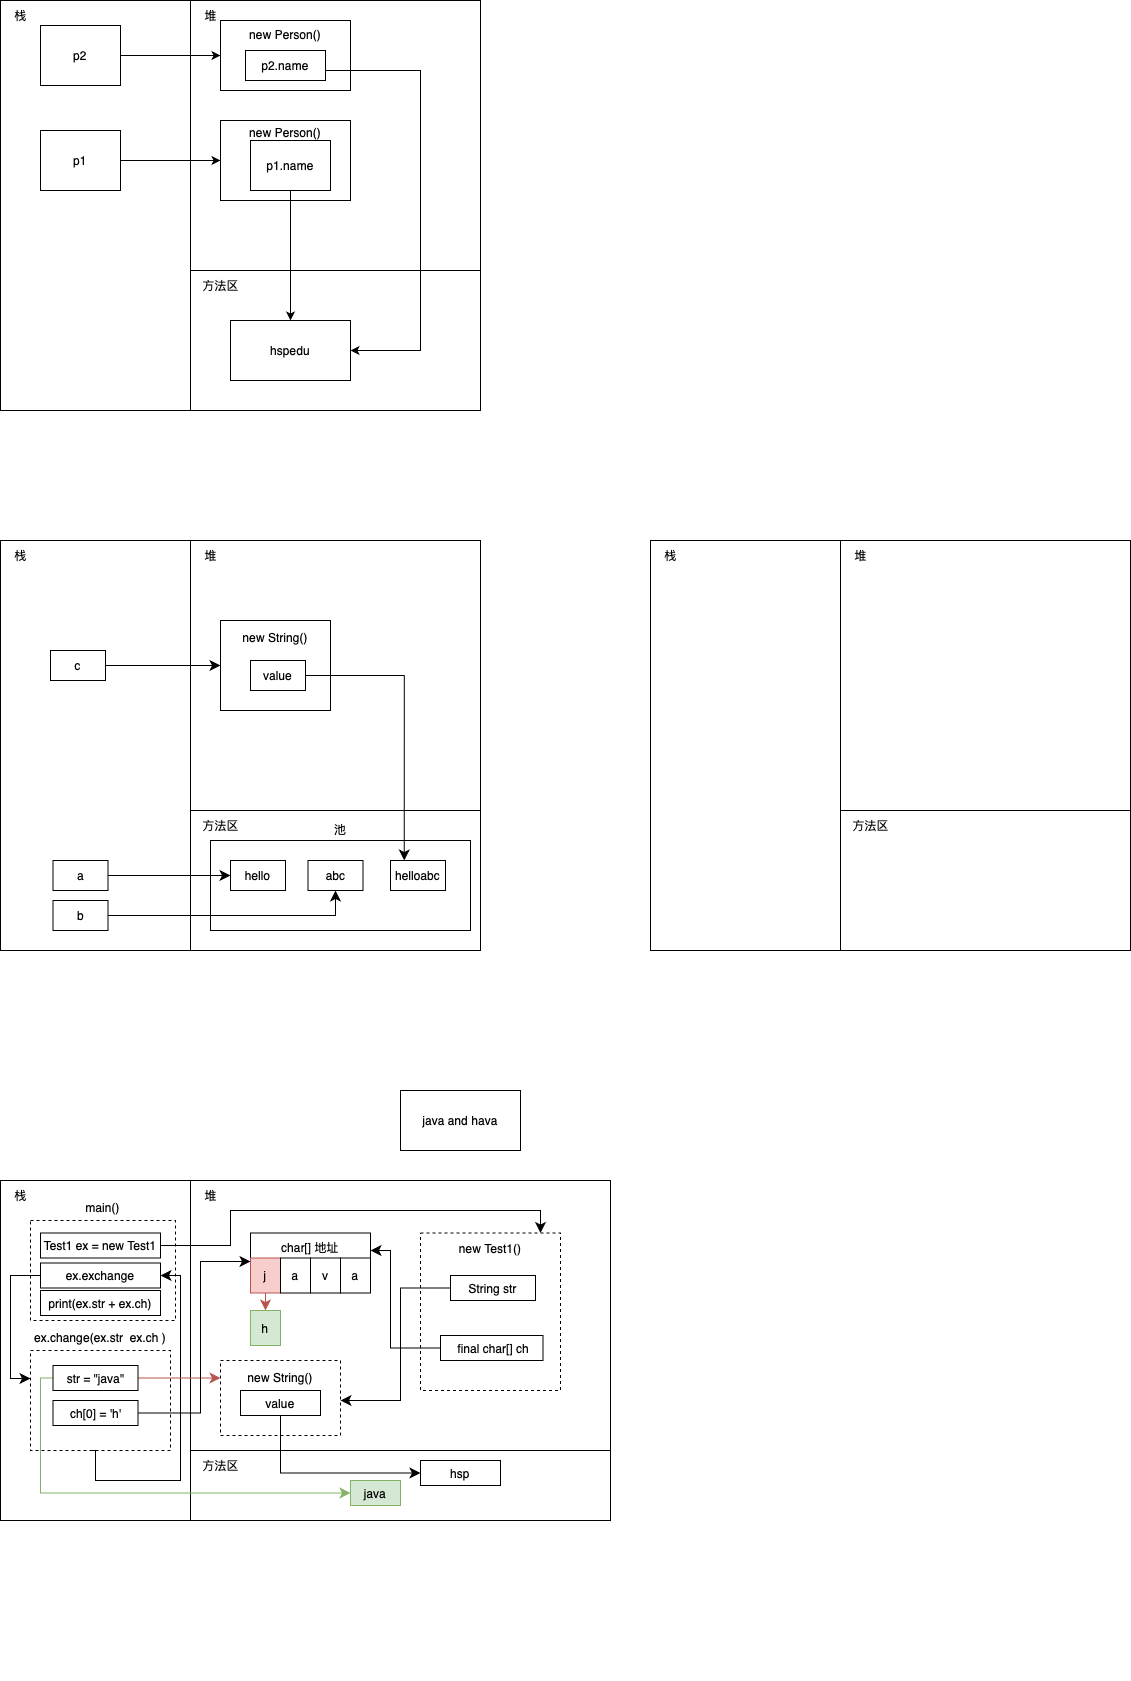 栈
堆
new Person()
p2
p2.name
new Person()
p1
p1.name
方法区
hspedu
栈
堆
new String()
c
value
方法区
池
a
hello
abc
helloabc
b
栈
堆
方法区
java and hava
栈
堆
main()
Test1 ex = new Test1
char[] 地址
new Test1()
ex.exchange
j
a
v
a
String str
print(ex.str + ex.ch)
h
ex.change(ex.str  ex.ch )
final char[] ch
str = "java"
new String()
value
ch[0] = 'h'
方法区
hsp
java